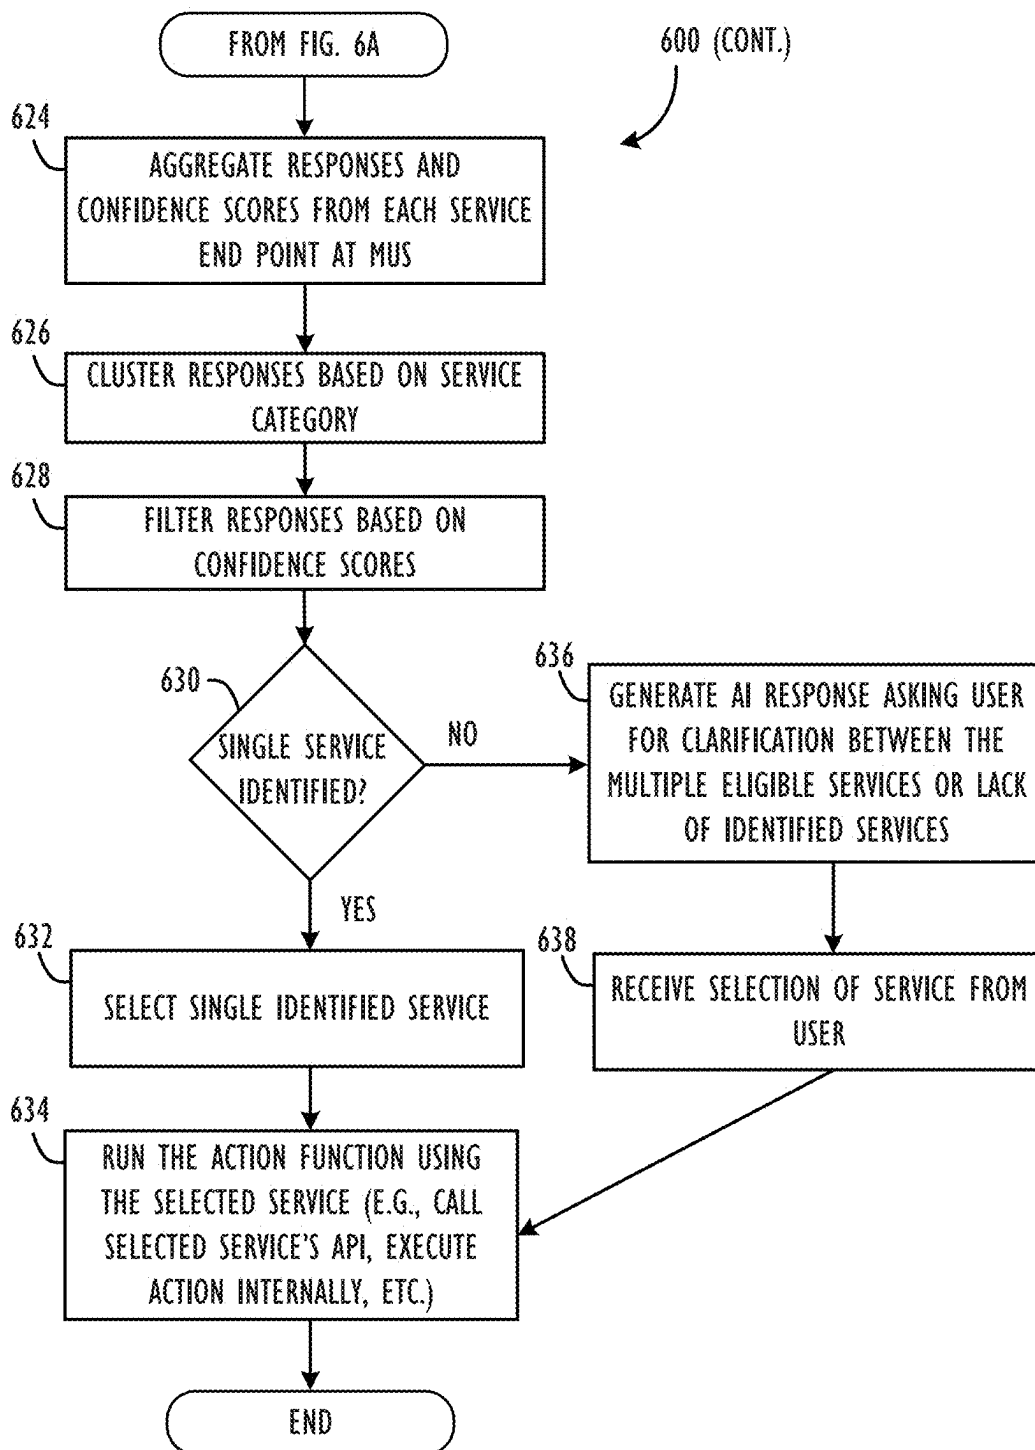 FROM FIG. 6A
600 (CONT.)
624
AGGREGATE RESPONSES AND
CONFIDENCE SCORES FROM EACH SERVICE
END POINT AT MUS
626
CLUSTER RESPONSES BASED ON SERVICE
CATEGORY
628
FILTER RESPONSES BASED ON
CONFIDENCE SCORES
630
SINGLE SERVICE
IDENTIFIED?
NO
636
GENERATE AI RESPONSE ASKING USER
FOR CLARIFICATION BETWEEN THE
MULTIPLE ELIGIBLE SERVICES OR LACK
OF IDENTIFIED SERVICES
YES
632
SELECT SINGLE IDENTIFIED SERVICE
638
RECEIVE SELECTION OF SERVICE FROM
USER
634
RUN THE ACTION FUNCTION USING
THE SELECTED SERVICE (E.G., CALL
SELECTED SERVICE'S API, EXECUTE
ACTION INTERNALLY, ETC.)
END